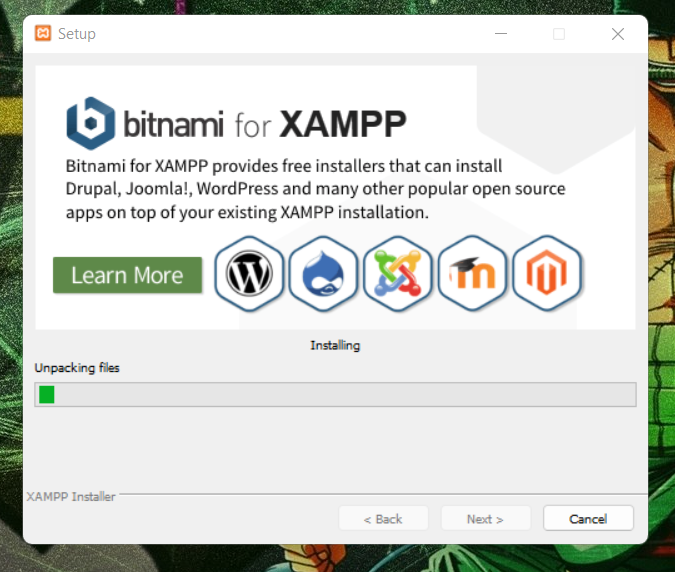 Setup
bitnami for XAMPP
Bitnami for XAMPP provides free installers that can install
Drupal, Joomla!, WordPress and many other popular open source
apps on top of your existing XAMPP installation.
Learn More
Installing
Unpacking files
XAMPP Installer
< Back
Next >
Cancel